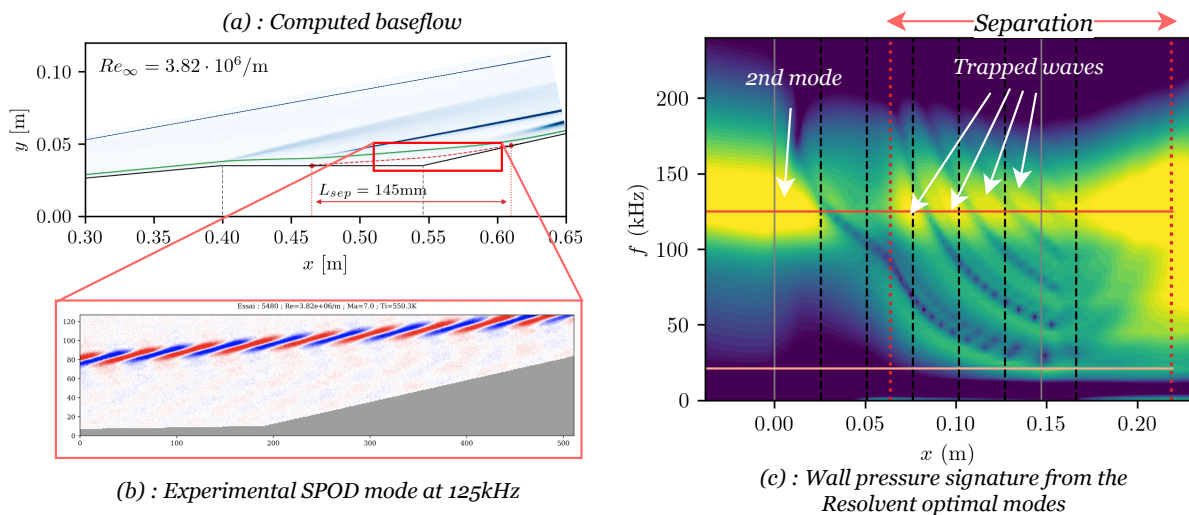 (a) : Computed baseflow
Re∞ = 3.82 · 10⁶/m
0.10
0.05
0.00
y [m]
L_sep = 145mm
0.30 0.35 0.40 0.45 0.50 0.55 0.60 0.65
x [m]
Essai : 5480 ; Re=3.82e+06/m ; Ma=7.0 ; Ti=550.3K
120
100
80
60
40
20
0
0 100 200 300 400 500
(b) : Experimental SPOD mode at 125kHz
Separation
2nd mode
Trapped waves
200
150
100
50
0
f (kHz)
0.00 0.05 0.10 0.15 0.20
x (m)
(c) : Wall pressure signature from the
Resolvent optimal modes